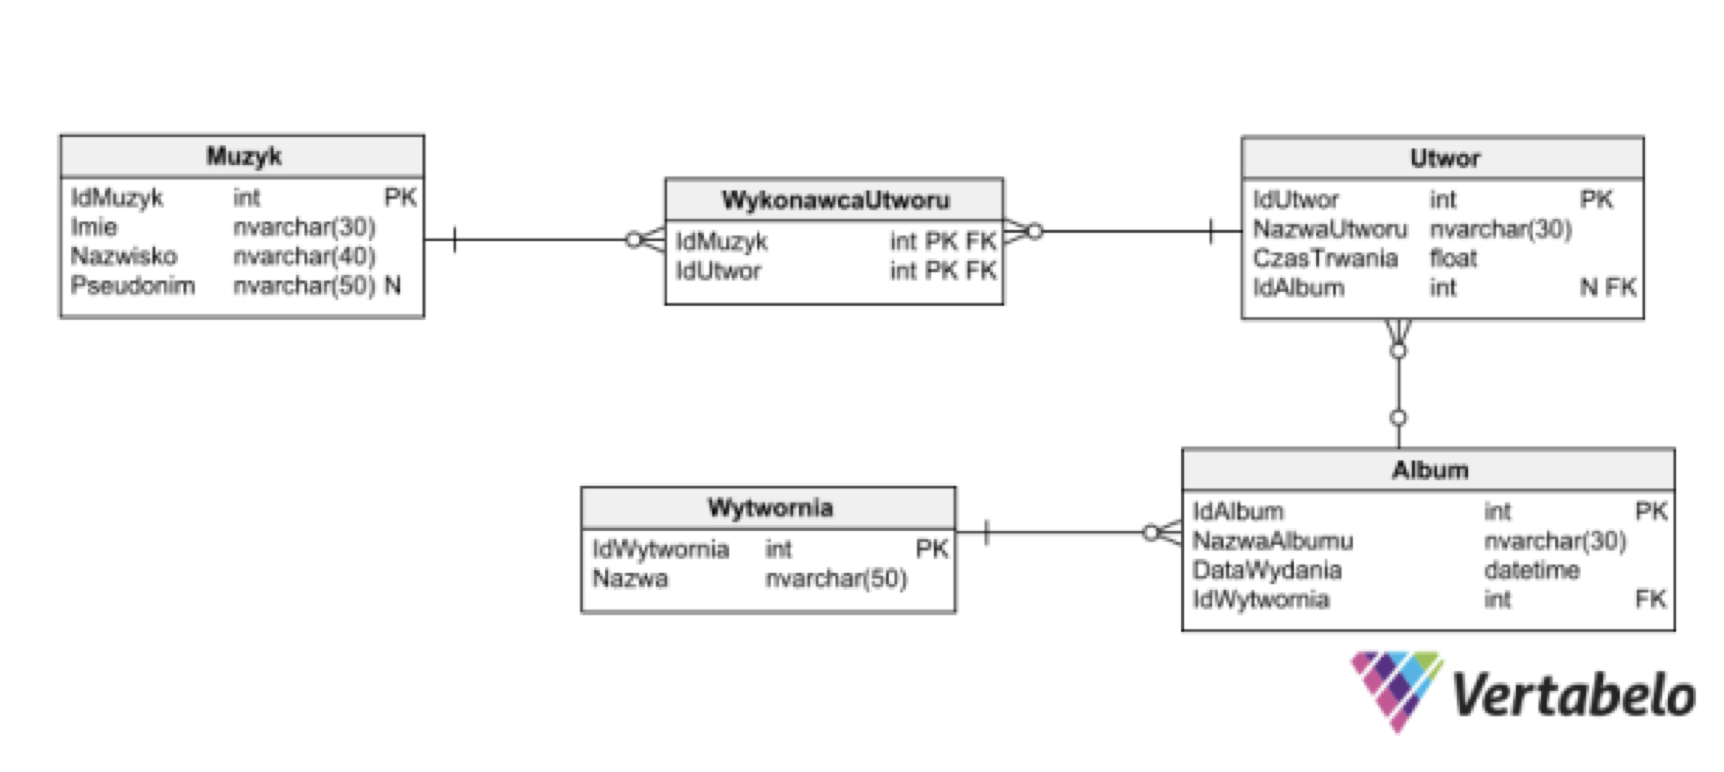 Muzyk
IdMuzyk int PK
Imie nvarchar(30)
Nazwisko nvarchar(40)
Pseudonim nvarchar(50) N
WykonawcaUtworu
IdMuzyk int PK FK
IdUtwor int PK FK
Utwor
IdUtwor int PK
NazwaUtworu nvarchar(30)
CzasTrwania float
IdAlbum int N FK
Wytwornia
IdWytwornia int PK
Nazwa nvarchar(50)
Album
IdAlbum int PK
NazwaAlbumu nvarchar(30)
DataWydania datetime
IdWytwornia int FK
Vertabelo